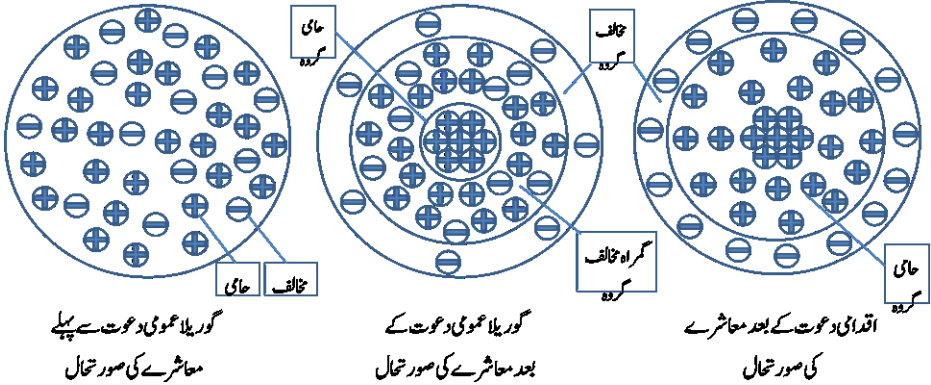 حامی
گروہ
مخالف
گروہ
گمراہ مخالف
گروہ
حامی
گروہ
حامی
مخالف
اقدامی دعوت کے بعد معاشرے
کی صورتحال
گوریلا عمومی دعوت کے
بعد معاشرے کی صورتحال
گوریلا عمومی دعوت سے پہلے
معاشرے کی صورتحال